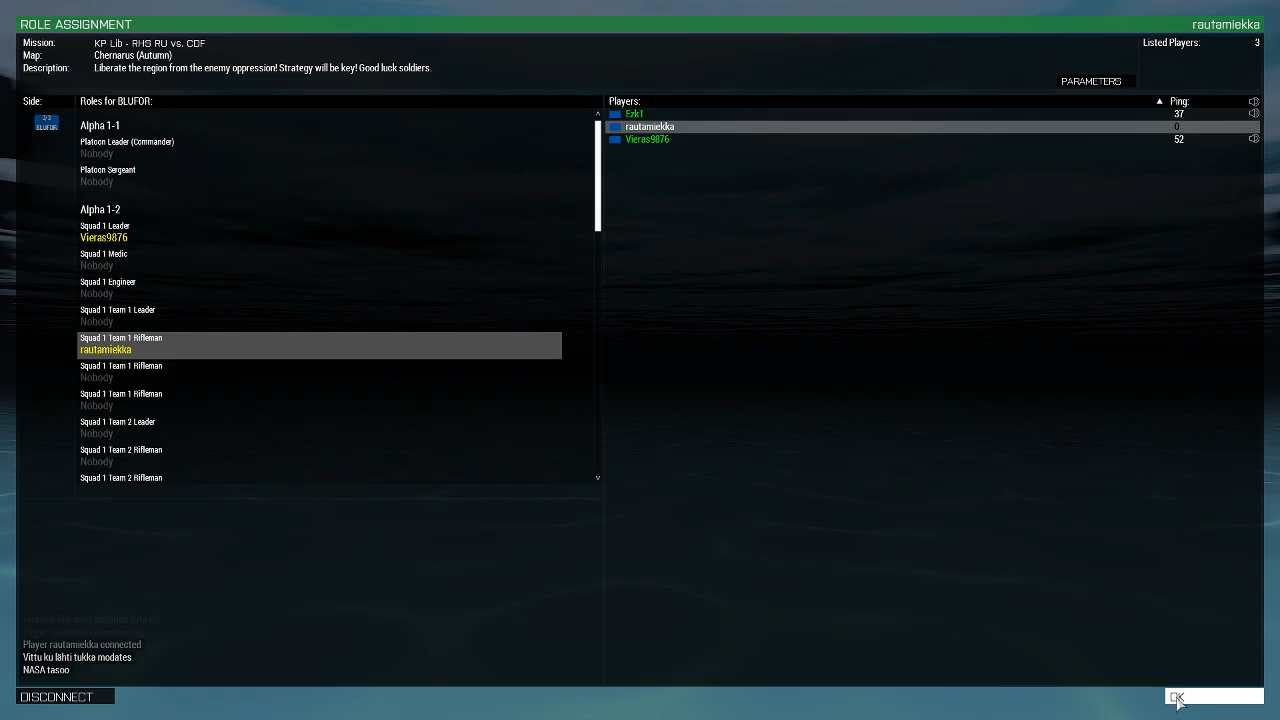 ROLE ASSIGNMENT
rautamiekka
Mission: KP Lib - RHS RU vs. CDF
Listed Players: 3
Map: Chernarus (Autumn)
Description: Liberate the region from the enemy oppression! Strategy will be key! Good luck soldiers.
PARAMETERS
Side:
Roles for BLUFOR:
Players:
Ping:
3/3
BLUFOR
Ezk1 37
rautamiekka 0
Vieras9876 52
Alpha 1-1
Platoon Leader (Commander)
Nobody
Platoon Sergeant
Nobody
Alpha 1-2
Squad 1 Leader
Vieras9876
Squad 1 Medic
Nobody
Squad 1 Engineer
Nobody
Squad 1 Team 1 Leader
Nobody
Squad 1 Team 1 Rifleman
rautamiekka
Squad 1 Team 1 Rifleman
Nobody
Squad 1 Team 1 Rifleman
Nobody
Squad 1 Team 2 Leader
Nobody
Squad 1 Team 2 Rifleman
Nobody
Squad 1 Team 2 Rifleman
Player rautamiekka connected
Vittu ku lähti tukka modates
NASA tasoo
DISCONNECT
OK